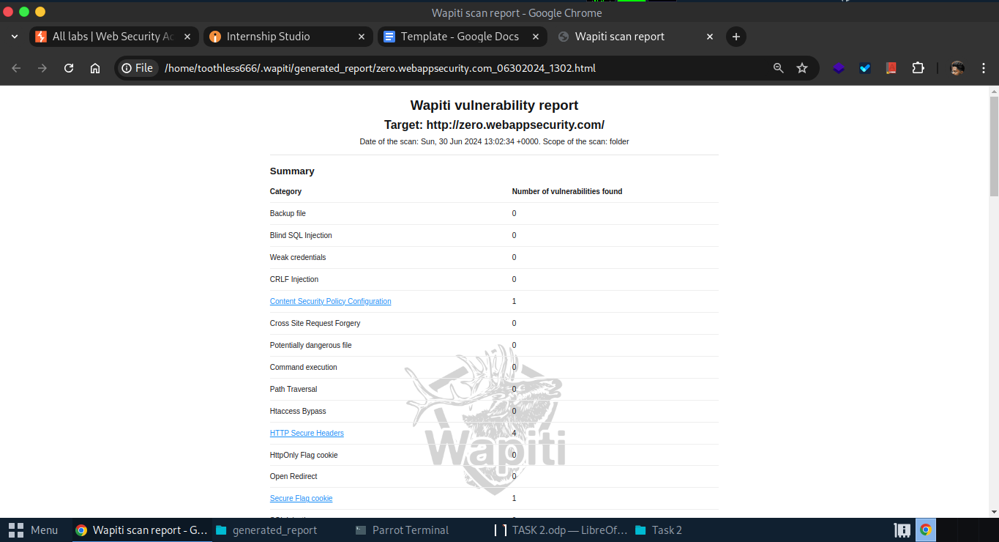 Wapiti scan report - Google Chrome
All labs | Web Security Ac
Internship Studio
Template - Google Docs
Wapiti scan report
File
/home/toothless666/.wapiti/generated_report/zero.webappsecurity.com_06302024_1302.html
Wapiti vulnerability report
Target: http://zero.webappsecurity.com/
Date of the scan: Sun, 30 Jun 2024 13:02:34 +0000. Scope of the scan: folder
Summary
Category Number of vulnerabilities found
Backup file 0
Blind SQL Injection 0
Weak credentials 0
CRLF Injection 0
Content Security Policy Configuration 1
Cross Site Request Forgery 0
Potentially dangerous file 0
Command execution 0
Path Traversal 0
Htaccess Bypass 0
HTTP Secure Headers 4
Wapiti
HttpOnly Flag cookie 0
Open Redirect 0
Secure Flag cookie 1
Menu
Wapiti scan report - G...
generated_report
Parrot Terminal
TASK 2.odp — LibreOf...
Task 2